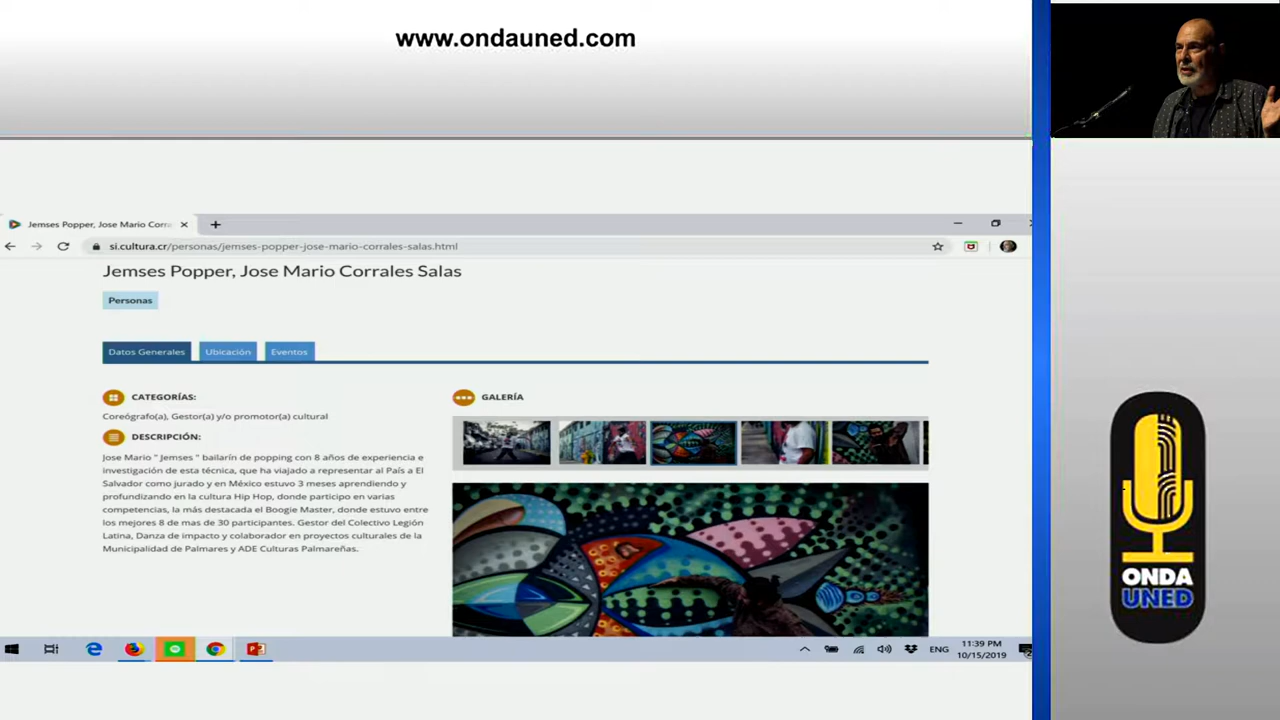 www.ondauned.com
Jemses Popper, Jose Mario Corra
si.cultura.cr/personas/jemses-popper-jose-mario-corrales-salas.html
Jemses Popper, Jose Mario Corrales Salas
Personas
Datos Generales
Ubicación
Eventos
CATEGORÍAS:
Coreógrafo(a), Gestor(a) y/o promotor(a) cultural
DESCRIPCIÓN:
Jose Mario " Jemses " bailarín de popping con 8 años de experiencia e
investigación de esta técnica, que ha viajado a representar al País a El
Salvador como jurado y en México estuvo 3 meses aprendiendo y
profundizando en la cultura Hip Hop, donde participo en varias
competencias, la más destacada el Boogie Master, donde estuvo entre
los mejores 8 de mas de 30 participantes. Gestor del Colectivo Legión
Latina, Danza de impacto y colaborador en proyectos culturales de la
Municipalidad de Palmares y ADE Culturas Palmareñas.
GALERÍA
ENG
11:39 PM
10/15/2019
ONDA
UNED